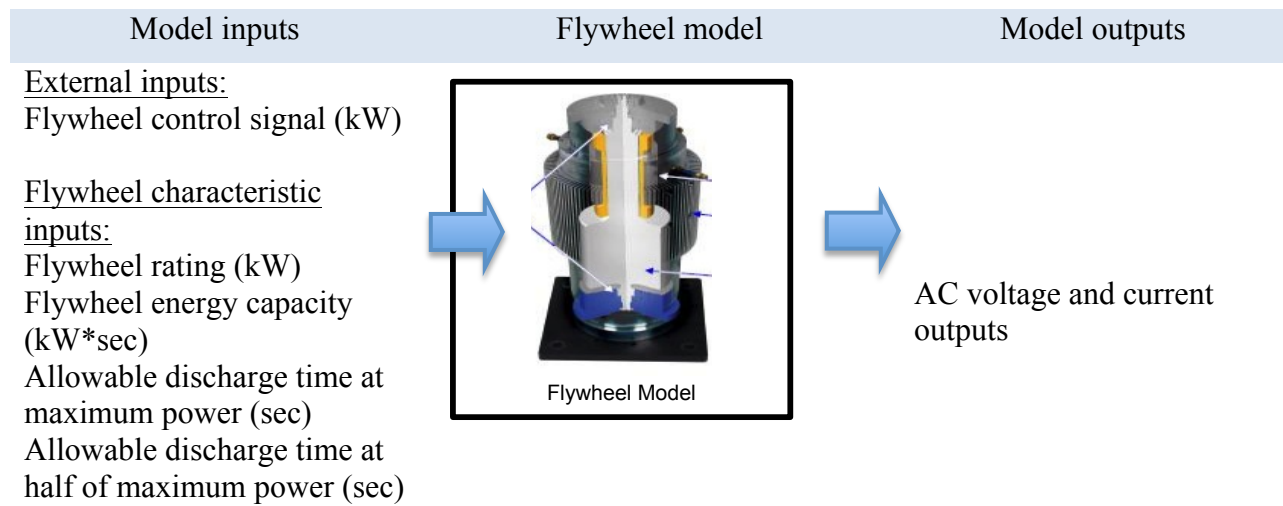 Model inputs
Flywheel model
Model outputs
External inputs:
Flywheel control signal (kW)
Flywheel characteristic
inputs:
Flywheel rating (kW)
Flywheel energy capacity
(kW*sec)
Allowable discharge time at
maximum power (sec)
Allowable discharge time at
half of maximum power (sec)
Flywheel Model
AC voltage and current
outputs